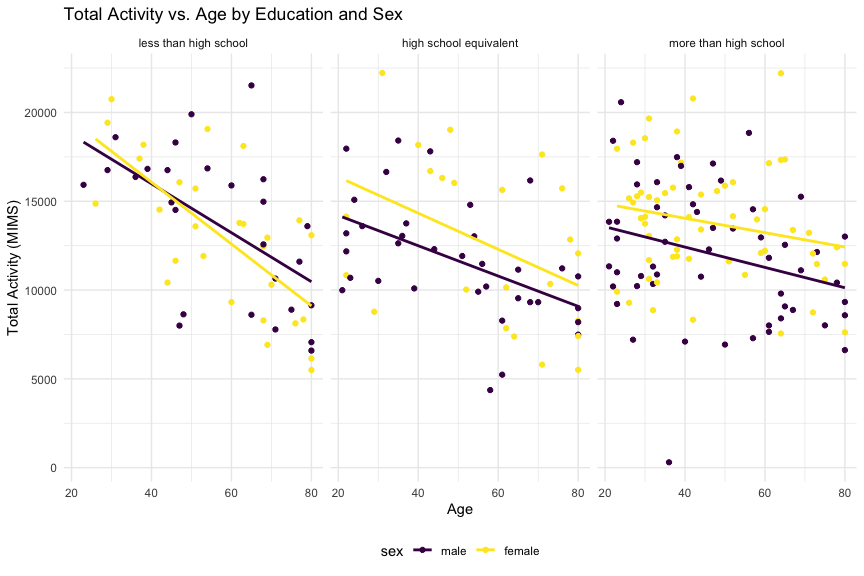 Total Activity vs. Age by Education and Sex
less than high school
high school equivalent
more than high school
20000
15000
10000
5000
0
Total Activity (MIMS)
20 40 60 80 20 40 60 80 20 40 60 80
Age
sex male female